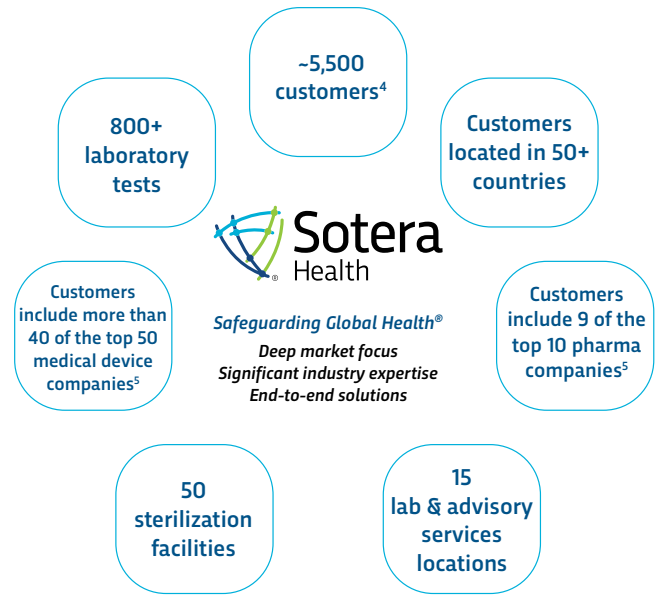 ~5,500
customers⁴
800+
laboratory
tests
Customers
located in 50+
countries
Sotera
Health
®
Customers
include more than
40 of the top 50
medical device
companies⁵
Safeguarding Global Health®
Deep market focus
Significant industry expertise
End-to-end solutions
Customers
include 9 of the
top 10 pharma
companies⁵
50
sterilization
facilities
15
lab & advisory
services
locations